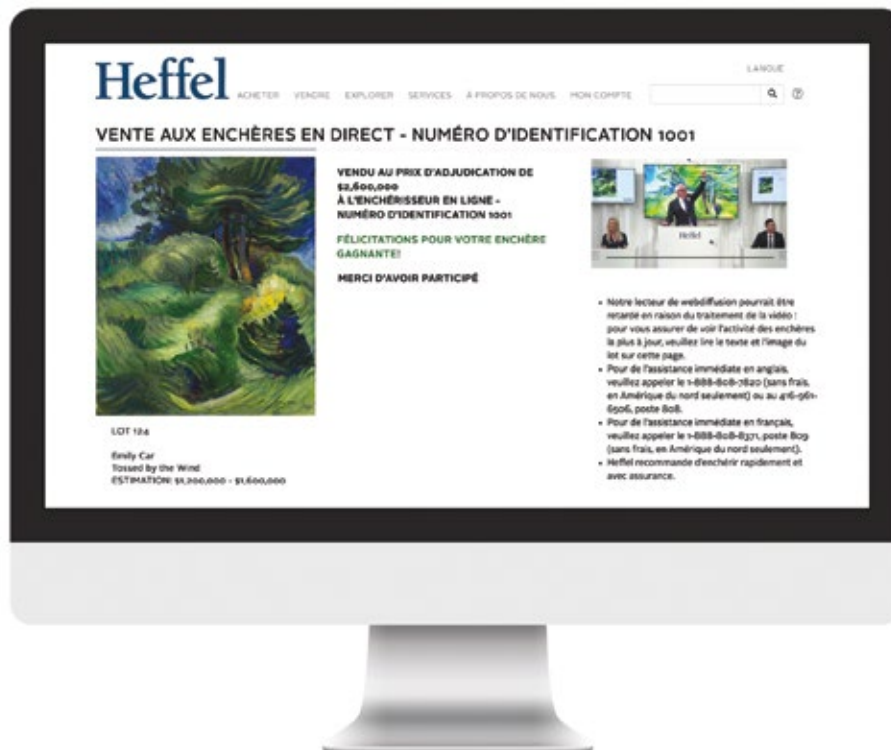 Heffel
LANGUE
ACHETER VENDRE EXPLORER SERVICES À PROPOS DE NOUS MON COMPTE
VENTE AUX ENCHÈRES EN DIRECT - NUMÉRO D'IDENTIFICATION 1001
VENDU AU PRIX D'ADJUDICATION DE
$2,600,000
À L'ENCHÉRISSEUR EN LIGNE -
NUMÉRO D'IDENTIFICATION 1001
FÉLICITATIONS POUR VOTRE ENCHÈRE
GAGNANTE!
MERCI D'AVOIR PARTICIPÉ
LOT 124
Emily Car
Tossed by the Wind
ESTIMATION: $1,200,000 - $1,600,000
Heffel
• Notre lecteur de webdiffusion pourrait être
retardé en raison du traitement de la vidéo :
pour vous assurer de voir l'activité des enchères
la plus à jour, veuillez lire le texte et l'image du
lot sur cette page.
• Pour de l'assistance immédiate en anglais,
veuillez appeler le 1-888-808-7820 (sans frais,
en Amérique du nord seulement) ou au 416-961-
6506, poste 808.
• Pour de l'assistance immédiate en français,
veuillez appeler le 1-888-808-8371, poste 809
(sans frais, en Amérique du nord seulement).
• Heffel recommande d'enchérir rapidement et
avec assurance.